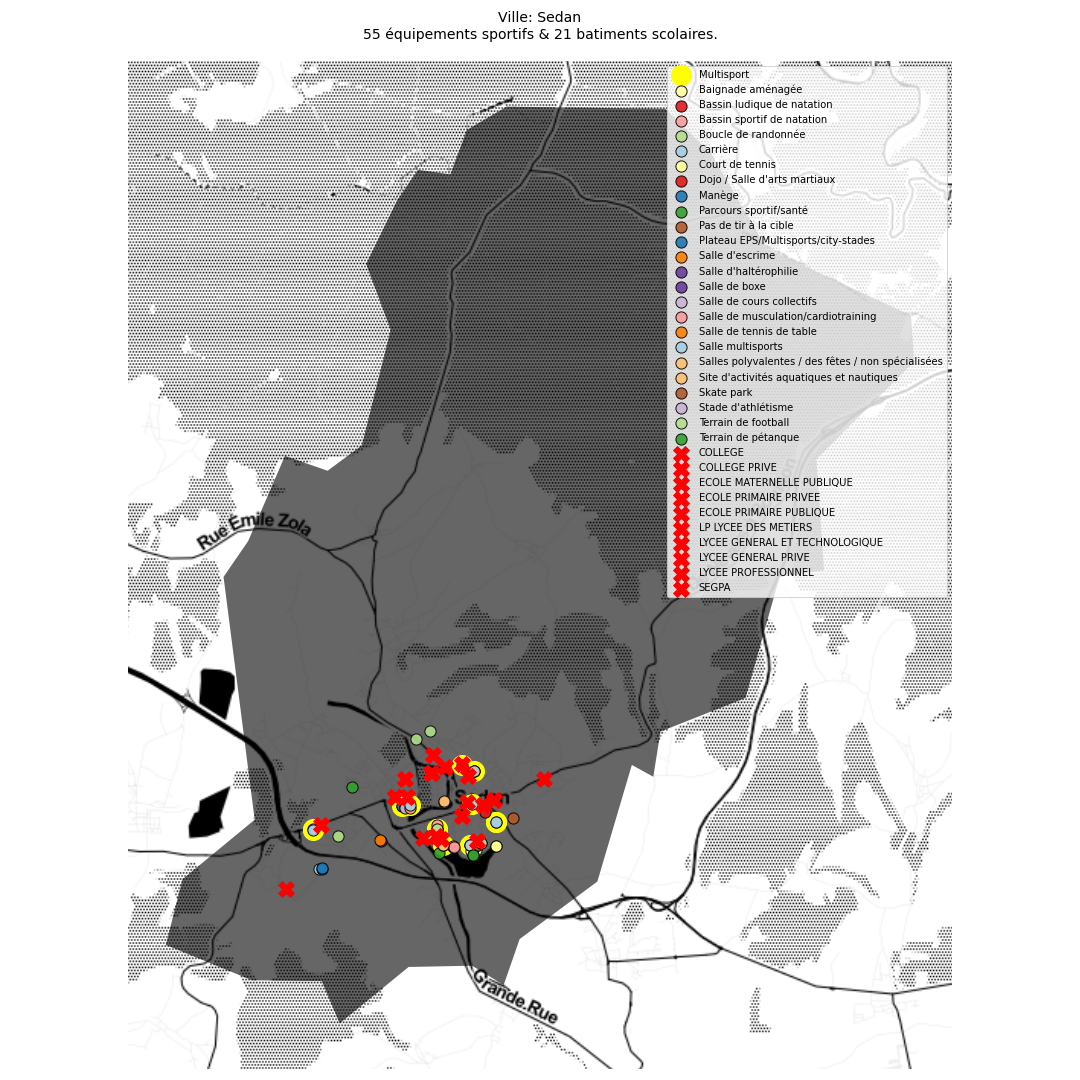 Ville: Sedan
55 équipements sportifs & 21 batiments scolaires.
Multisport
Baignade aménagée
Bassin ludique de natation
Bassin sportif de natation
Boucle de randonnée
Carrière
Court de tennis
Dojo / Salle d'arts martiaux
Manège
Parcours sportif/santé
Pas de tir à la cible
Plateau EPS/Multisports/city-stades
Salle d'escrime
Salle d'haltérophilie
Salle de boxe
Salle de cours collectifs
Salle de musculation/cardiotraining
Salle de tennis de table
Salle multisports
Salles polyvalentes / des fêtes / non spécialisées
Site d'activités aquatiques et nautiques
Skate park
Stade d'athlétisme
Terrain de football
Terrain de pétanque
COLLEGE
COLLEGE PRIVE
ECOLE MATERNELLE PUBLIQUE
ECOLE PRIMAIRE PRIVEE
ECOLE PRIMAIRE PUBLIQUE
LP LYCEE DES METIERS
LYCEE GENERAL ET TECHNOLOGIQUE
LYCEE GENERAL PRIVE
LYCEE PROFESSIONNEL
SEGPA
Rue Émile Zola
Sedan
Grande Rue